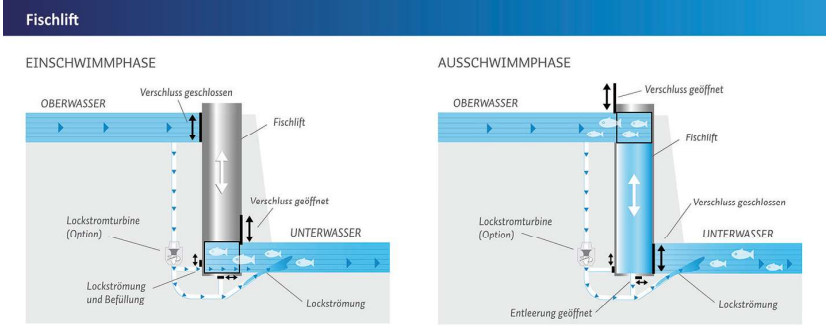 Fischlift
EINSCHWIMMPHASE
Verschluss geschlossen
OBERWASSER
Fischlift
Verschluss geöffnet
UNTERWASSER
Lockstromturbine
(Option)
Lockströmung
und Befüllung
Lockströmung
AUSSCHWIMMPHASE
Verschluss geöffnet
OBERWASSER
Fischlift
Verschluss geschlossen
Lockstromturbine
(Option)
UNTERWASSER
Entleerung geöffnet
Lockströmung